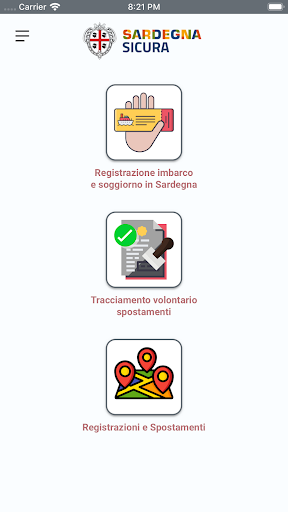 Carrier
8:21 PM
SARDEGNA
SICURA
Registrazione imbarco
e soggiorno in Sardegna
Tracciamento volontario
spostamenti
Registrazioni e Spostamenti